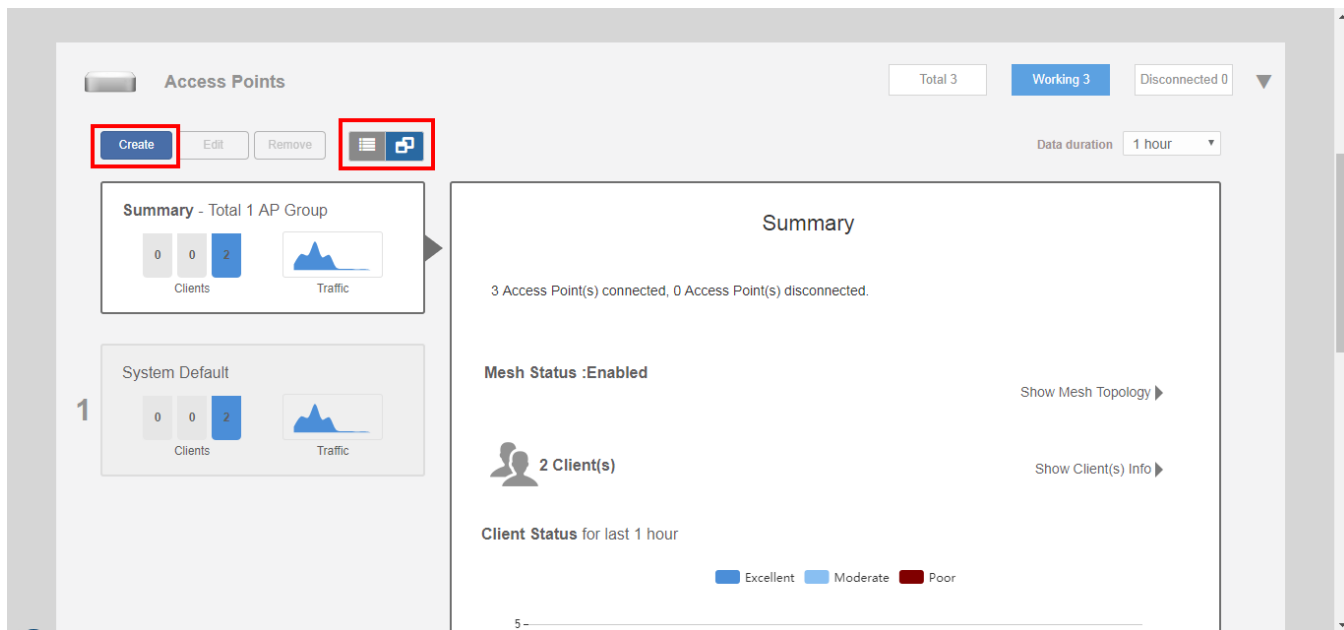 Access Points
Total 3
Working 3
Disconnected 0
Create
Edit
Remove
Data duration
1 hour
Summary - Total 1 AP Group
0 0 2
Clients
Traffic
1
System Default
0 0 2
Clients
Traffic
Summary
3 Access Point(s) connected, 0 Access Point(s) disconnected.
Mesh Status :Enabled
Show Mesh Topology
2 Client(s)
Show Client(s) Info
Client Status for last 1 hour
Excellent Moderate Poor
5